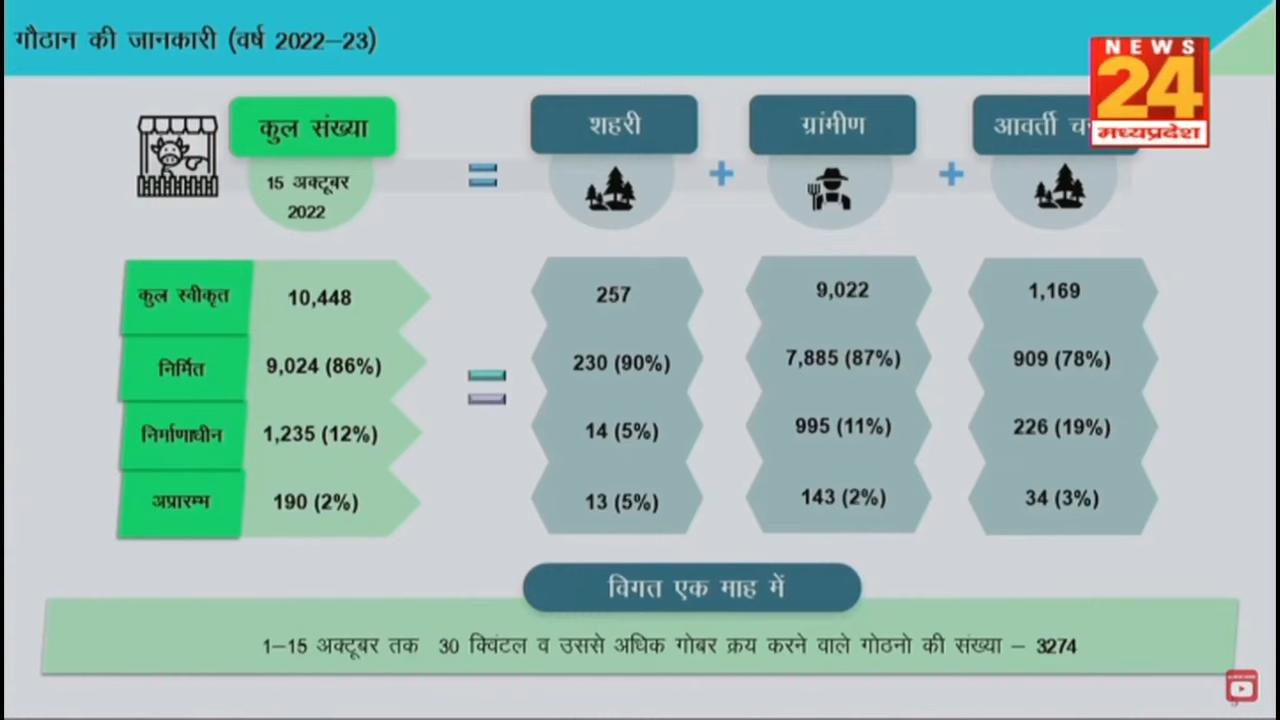 गौठान की जानकारी (वर्ष 2022–23)
NEWS
24
मध्यप्रदेश
कुल संख्या
15 अक्टूबर
2022
=
शहरी
+
ग्रांमीण
+
आवर्ती
कुल स्वीकृत 10,448 257 9,022 1,169
निर्मित 9,024 (86%) = 230 (90%) 7,885 (87%) 909 (78%)
निर्माणाधीन 1,235 (12%) 14 (5%) 995 (11%) 226 (19%)
अप्रारम्भ 190 (2%) 13 (5%) 143 (2%) 34 (3%)
विगत एक माह में
1–15 अक्टूबर तक 30 क्विंटल व उससे अधिक गोबर क्रय करने वाले गोठनो की संख्या – 3274